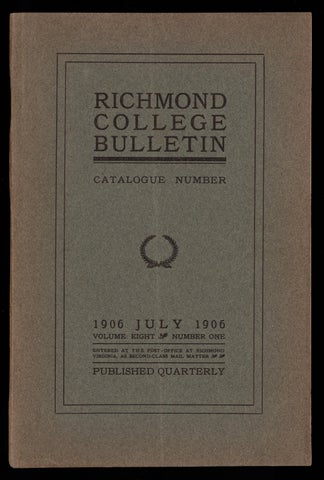 RICHMOND
COLLEGE
BULLETIN
CATALOGUE NUMBER
1906 JULY 1906
VOLUME EIGHT NUMBER ONE
ENTERED AT THE POST-OFFICE AT RICHMOND,
VIRGINIA, AS SECOND-CLASS MAIL MATTER
PUBLISHED QUARTERLY